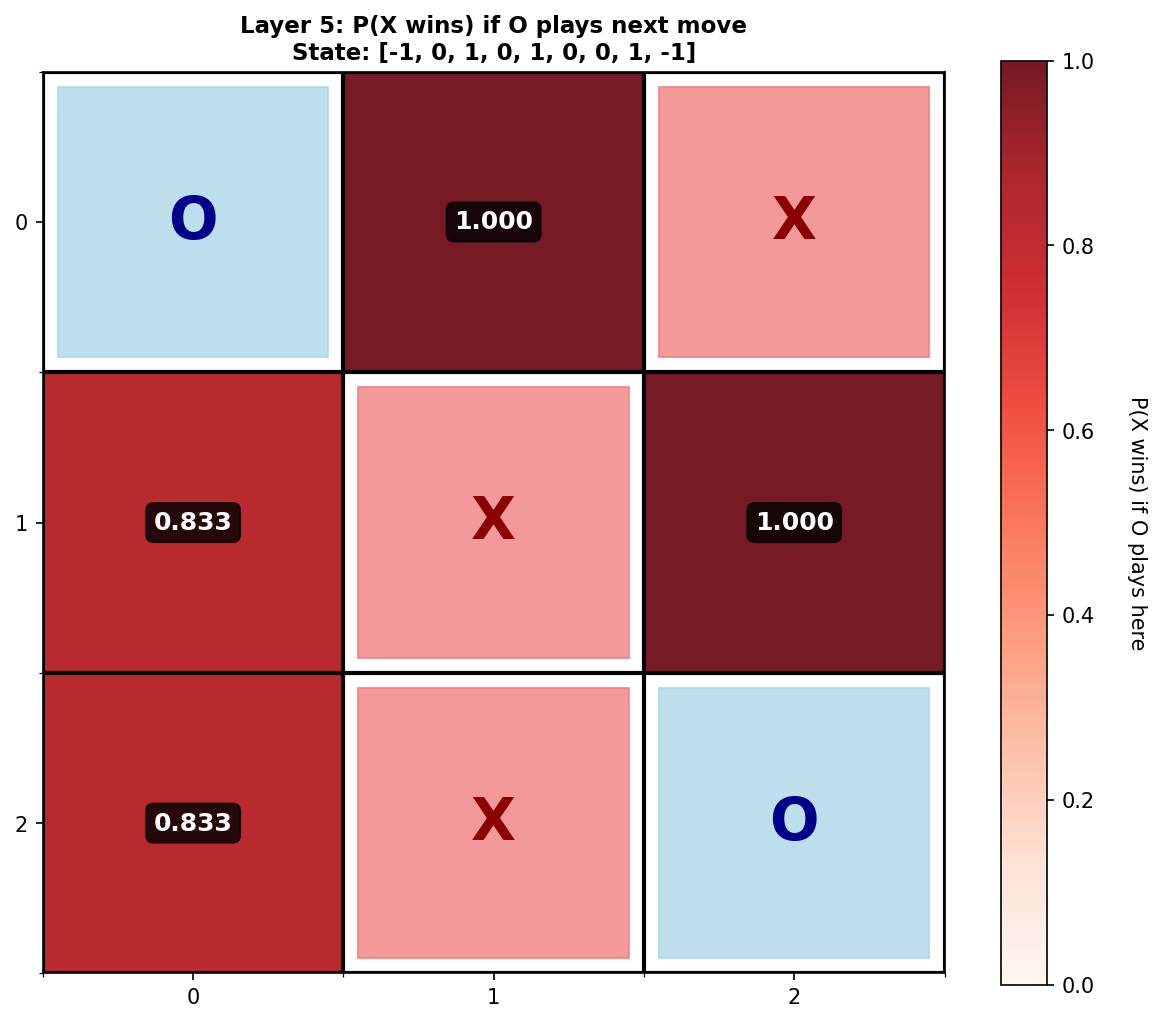 Layer 5: P(X wins) if O plays next move
State: [-1, 0, 1, 0, 1, 0, 0, 1, -1]
O
1.000
X
0.833
X
1.000
0.833
X
O
0
1
2
0
1
2
1.0
0.8
0.6
0.4
0.2
0.0
P(X wins) if O plays here